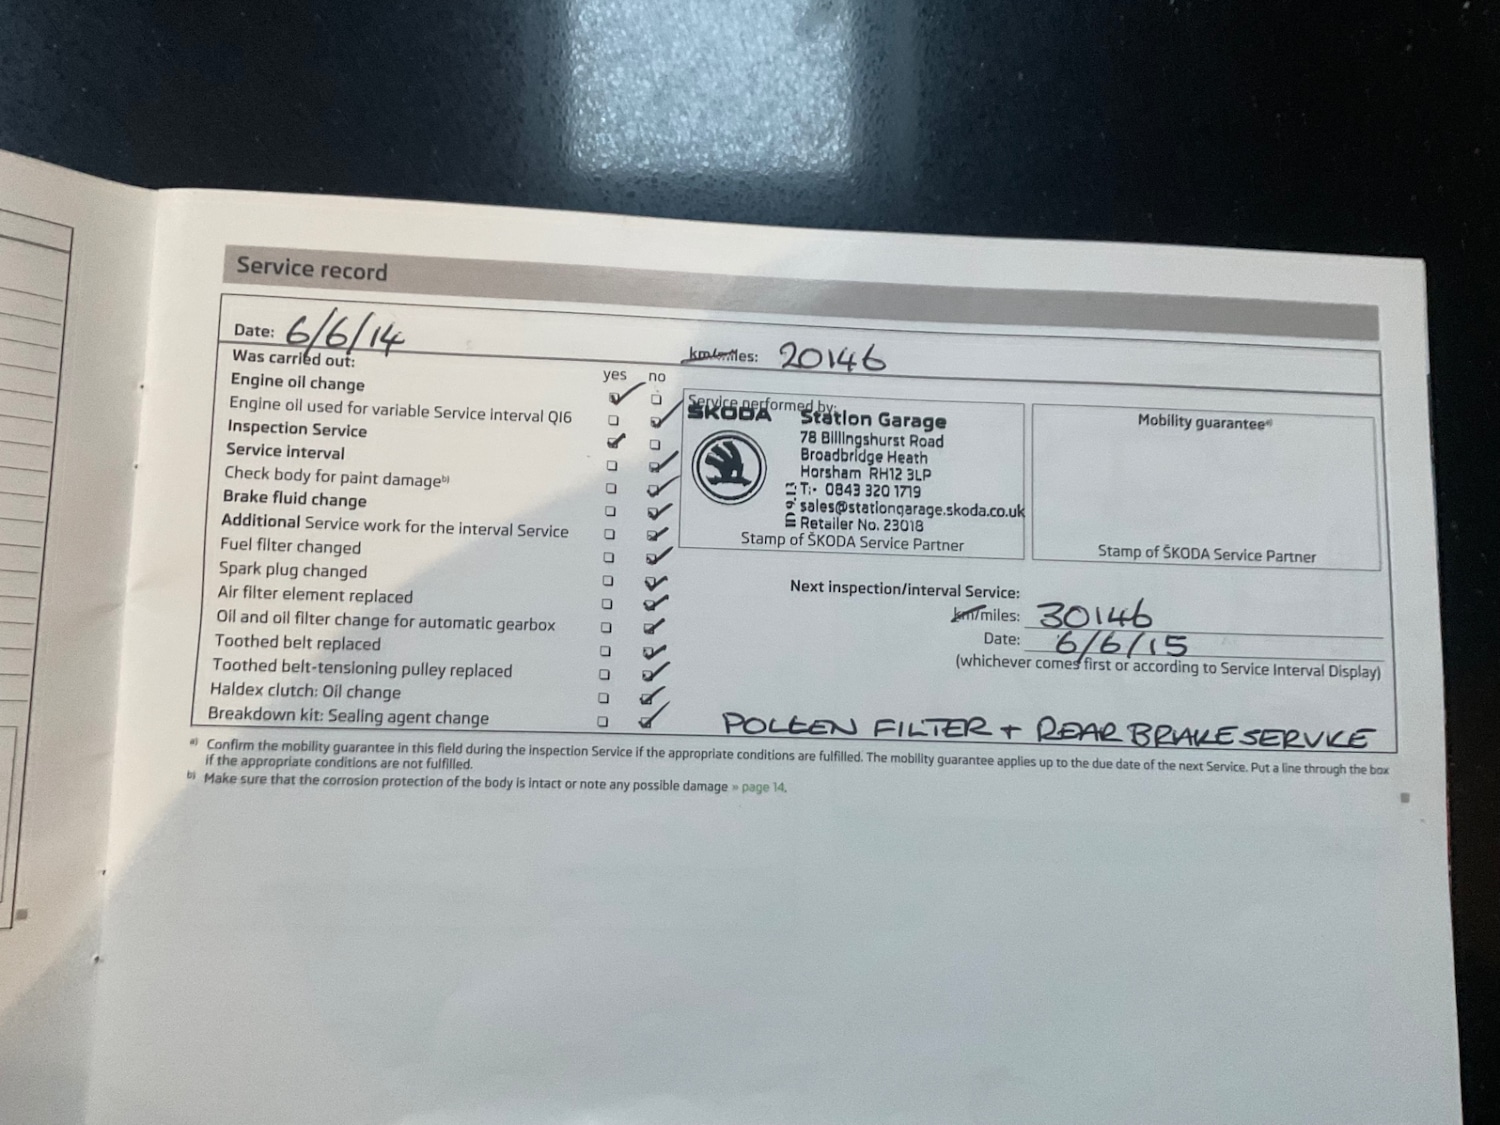 Service record
Date: 6/6/14
km/miles: 20146
Was carried out:
yes no
Engine oil change
Engine oil used for variable Service interval QI6
Inspection Service
Service interval
Check body for paint damageb)
Brake fluid change
Additional Service work for the interval Service
Fuel filter changed
Spark plug changed
Air filter element replaced
Oil and oil filter change for automatic gearbox
Toothed belt replaced
Toothed belt-tensioning pulley replaced
Haldex clutch: Oil change
Breakdown kit: Sealing agent change
Service performed by:
ŠKODA Station Garage
78 Billingshurst Road
Broadbridge Heath
Horsham RH12 3LP
T:- 0843 320 1719
sales@stationgarage.skoda.co.uk
Retailer No. 23018
Stamp of ŠKODA Service Partner
Mobility guaranteea)
Stamp of ŠKODA Service Partner
Next inspection/interval Service:
km/miles: 30146
Date: 6/6/15
(whichever comes first or according to Service Interval Display)
POLLEN FILTER + REAR BRAKE SERVICE
a) Confirm the mobility guarantee in this field during the inspection Service if the appropriate conditions are fulfilled. The mobility guarantee applies up to the due date of the next Service. Put a line through the box
if the appropriate conditions are not fulfilled.
b) Make sure that the corrosion protection of the body is intact or note any possible damage » page 14.